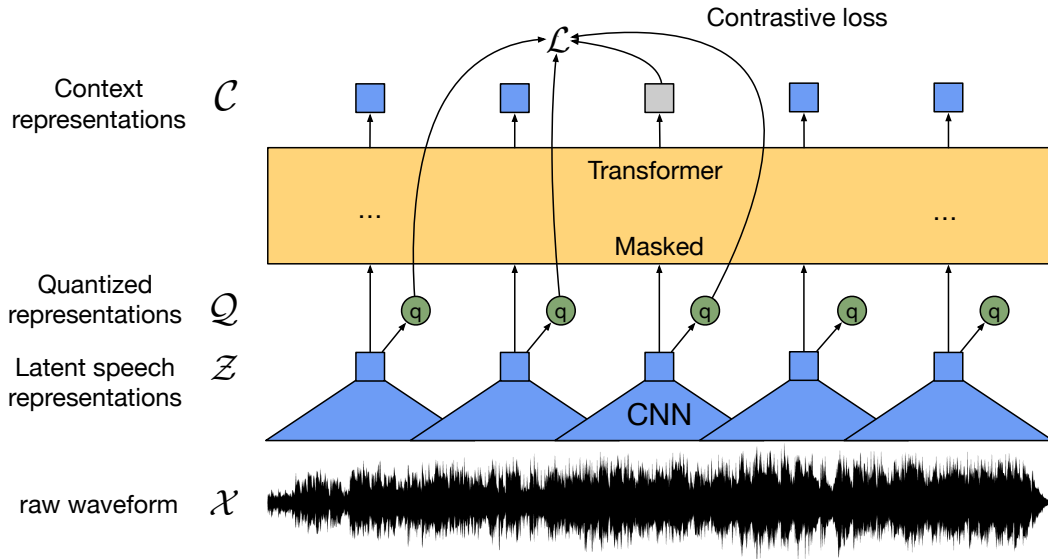 Contrastive loss
ℒ
Context
representations
𝒞
Transformer
...
...
Masked
Quantized
representations
𝒬
q
q
q
q
q
Latent speech
representations
𝒵
CNN
raw waveform
𝒳